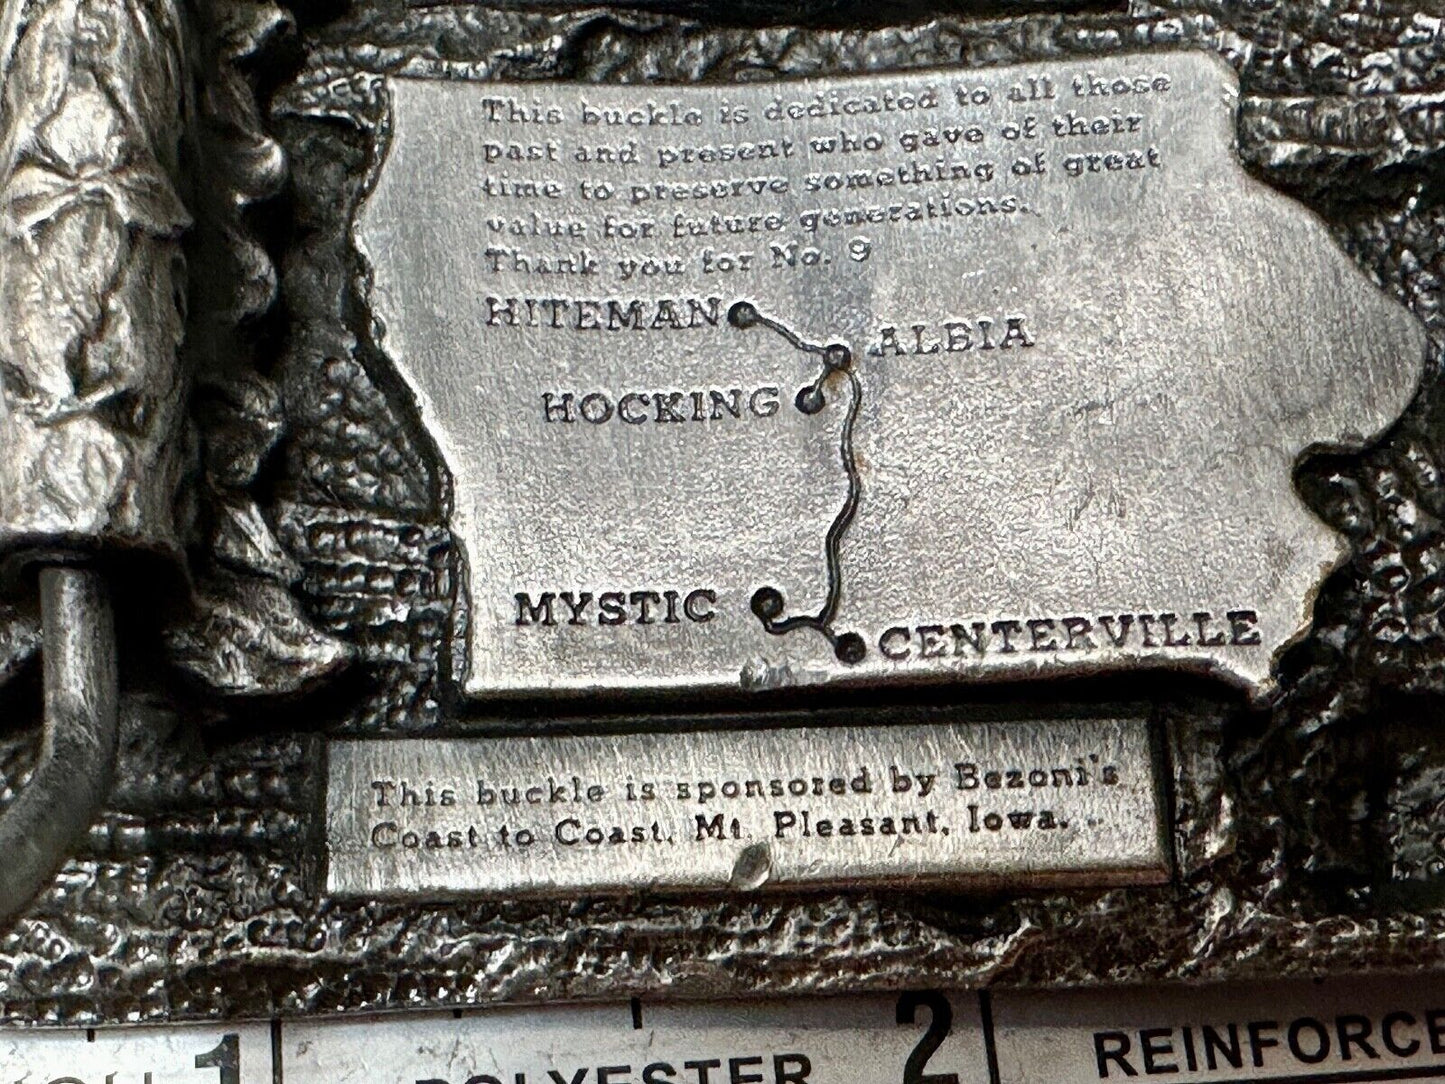 This buckle is dedicated to all those
past and present who gave of their
time to preserve something of great
value for future generations.
Thank you for No. 9
HITEMAN
ALBIA
HOCKING
MYSTIC
CENTERVILLE
This buckle is sponsored by Bezoni's
Coast to Coast, Mt. Pleasant, Iowa.
1 2
POLYESTER REINFORCE